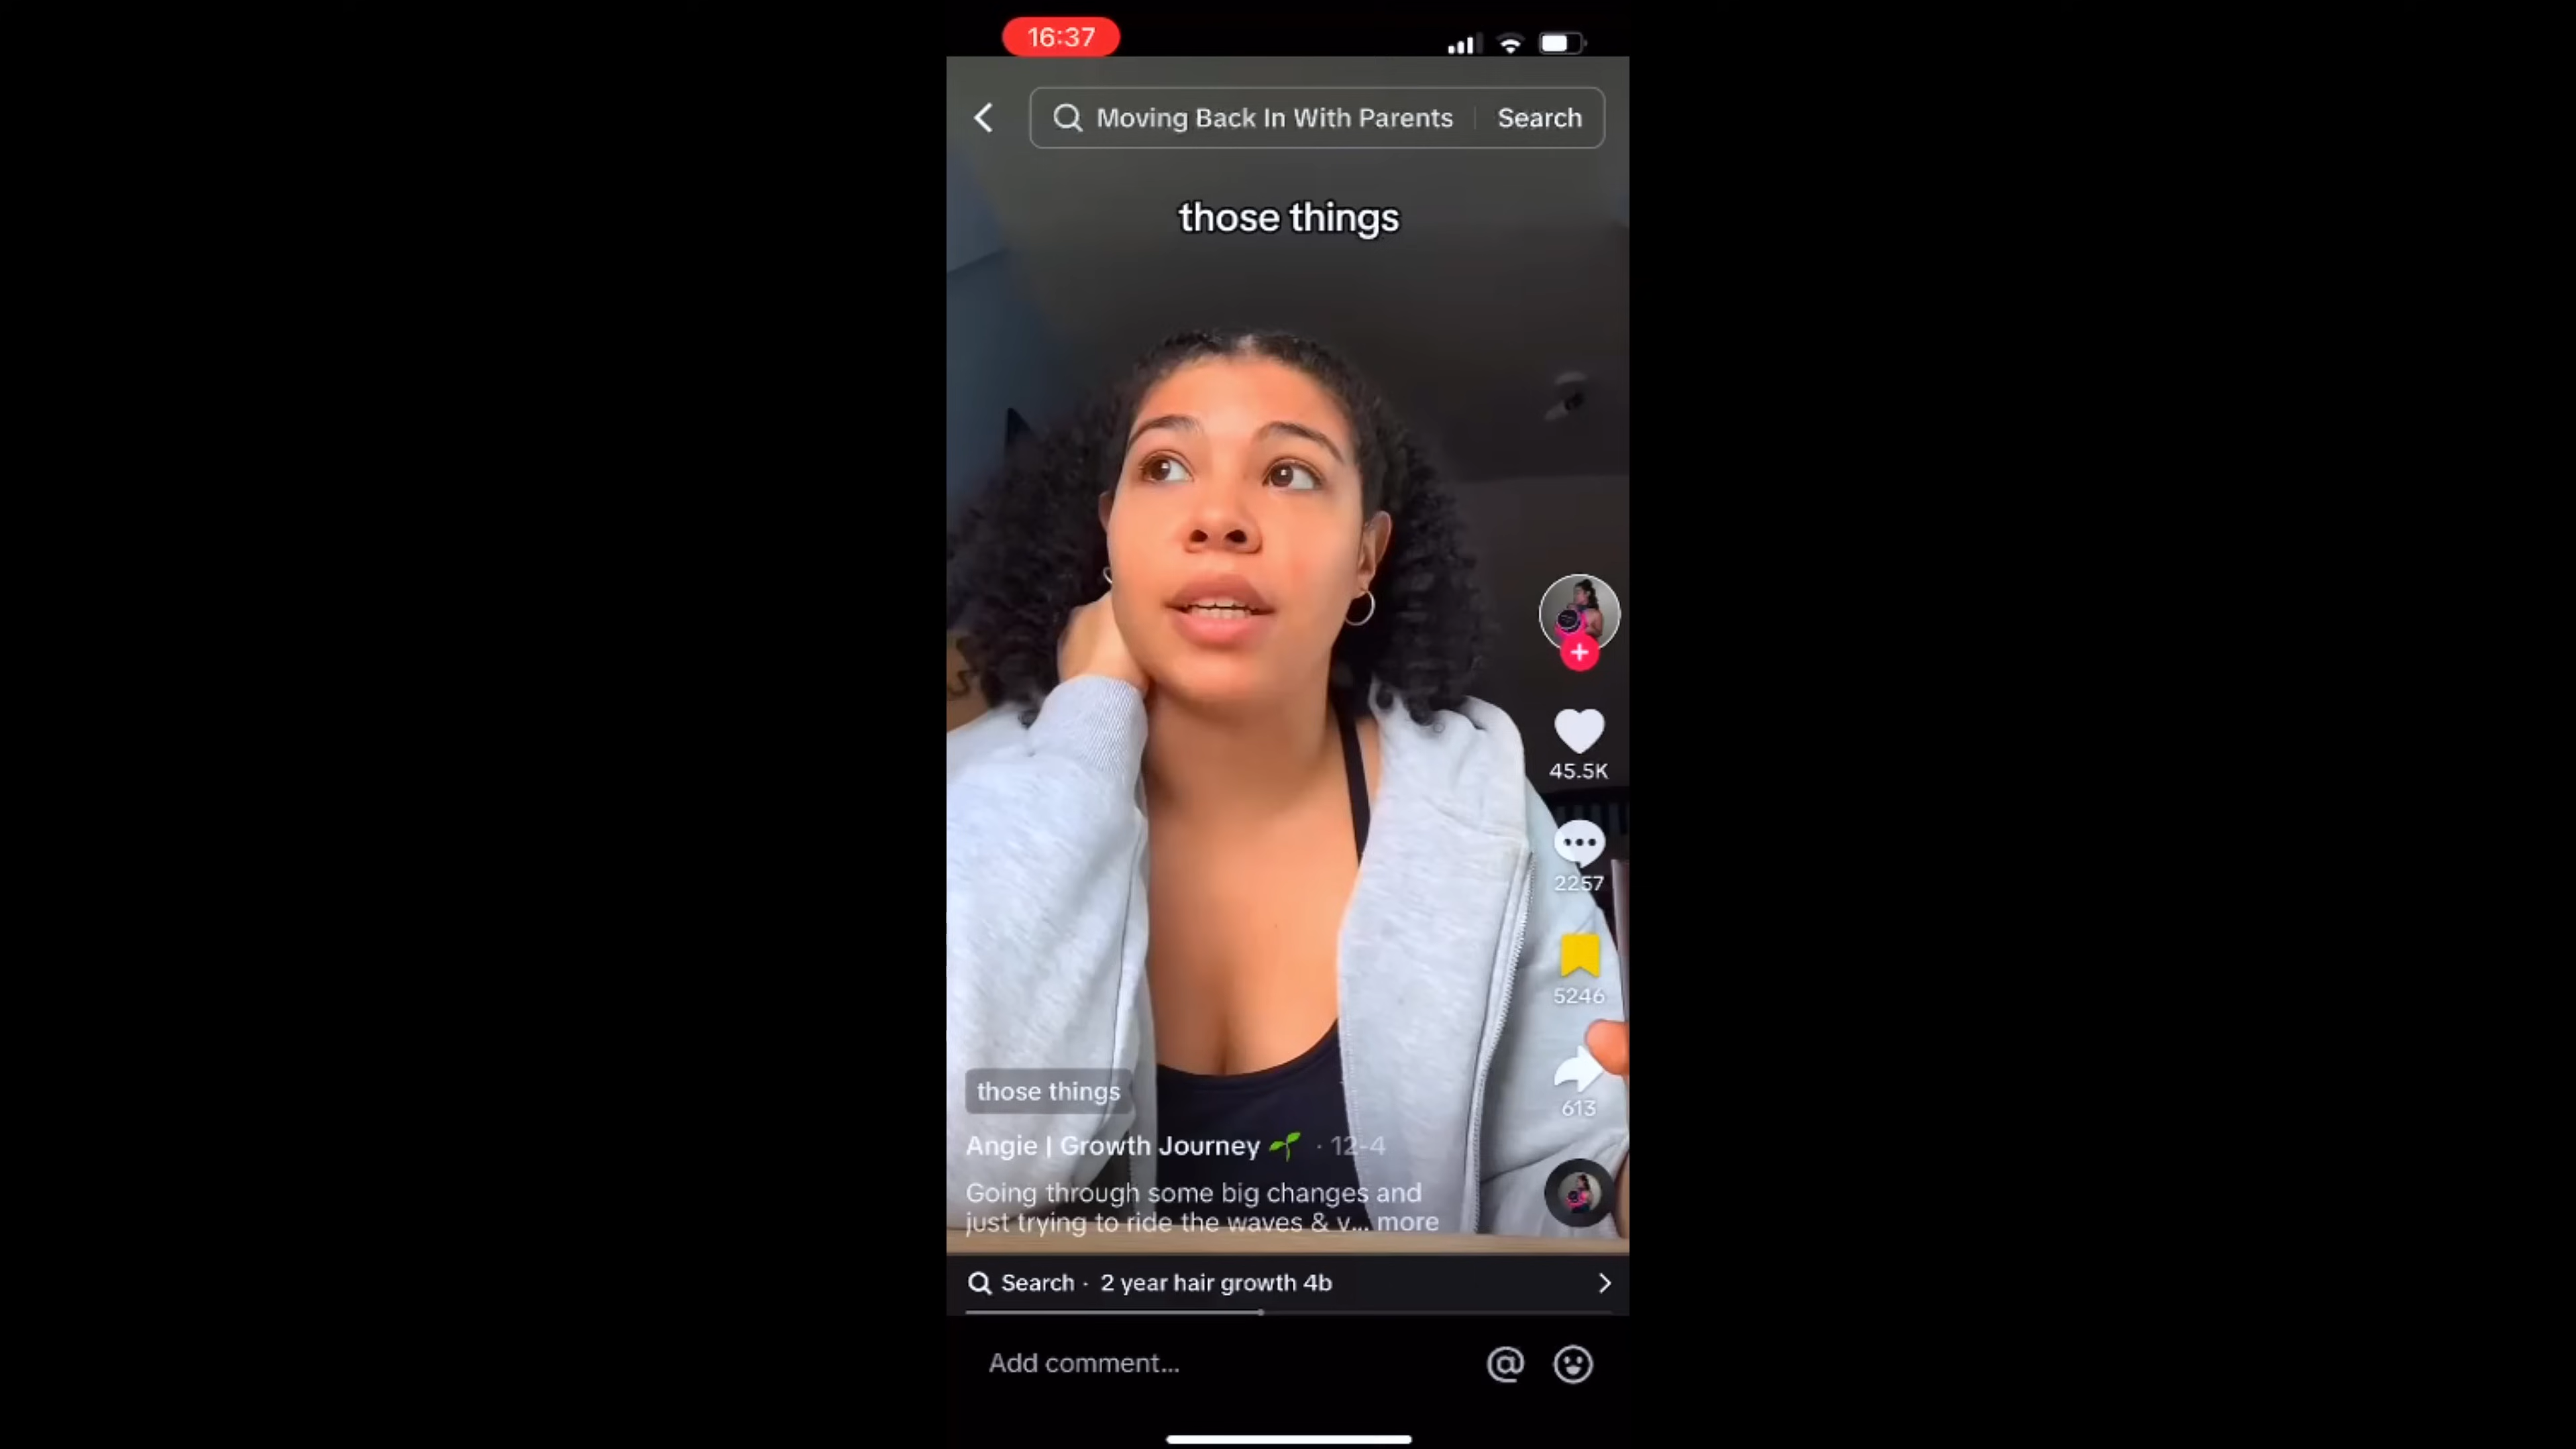 16:37
Moving Back In With Parents
Search
those things
45.5K
2257
5246
613
those things
Angie | Growth Journey 🌱 · 12-4
Going through some big changes and
just trying to ride the waves & v... more
Search · 2 year hair growth 4b
Add comment...